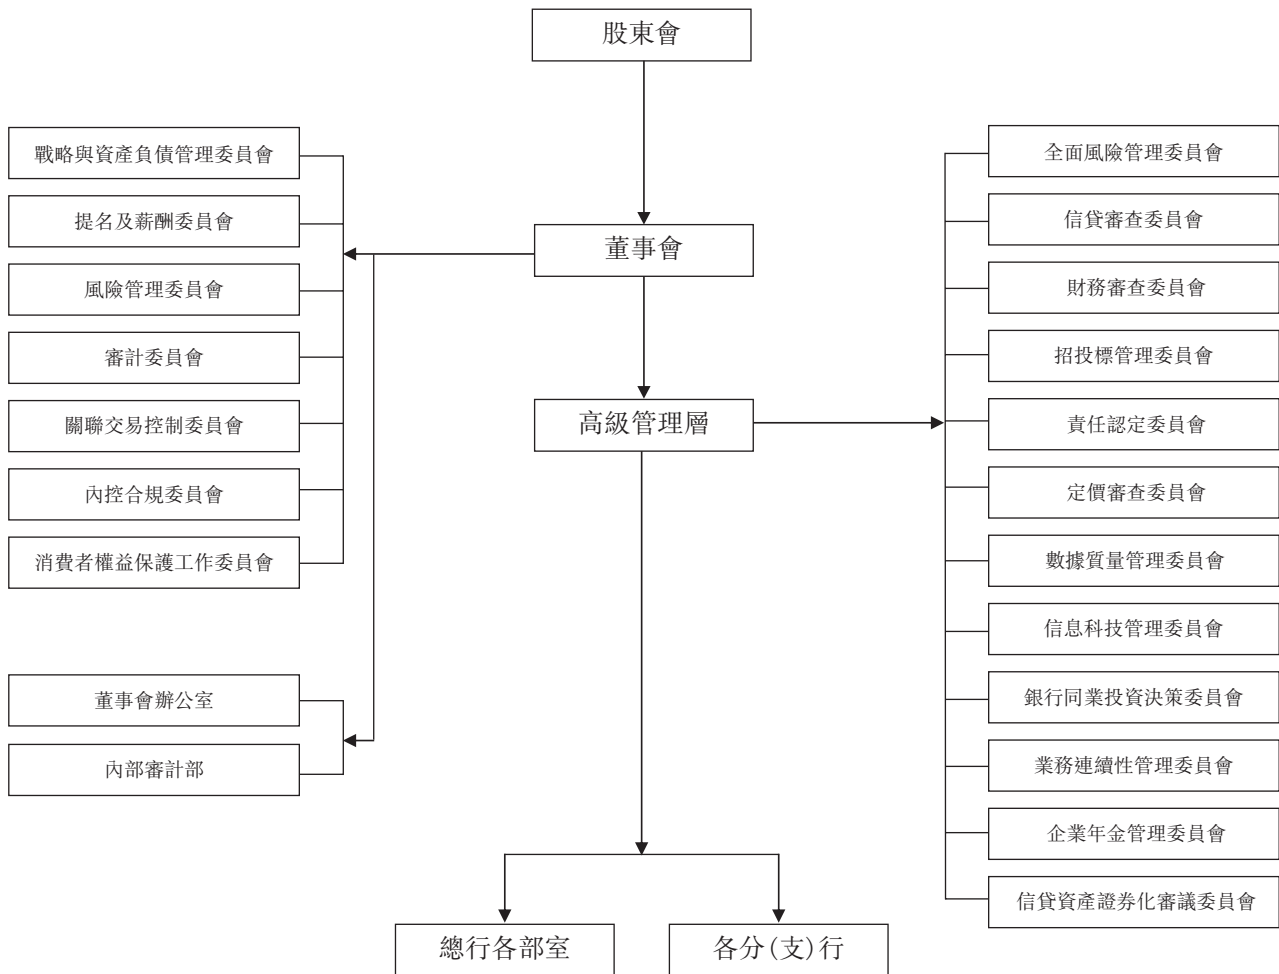 股東會
戰略與資產負債管理委員會
提名及薪酬委員會
風險管理委員會
審計委員會
關聯交易控制委員會
內控合規委員會
消費者權益保護工作委員會
董事會辦公室
內部審計部
董事會
高級管理層
總行各部室
各分(支)行
全面風險管理委員會
信貸審查委員會
財務審查委員會
招投標管理委員會
責任認定委員會
定價審查委員會
數據質量管理委員會
信息科技管理委員會
銀行同業投資決策委員會
業務連續性管理委員會
企業年金管理委員會
信貸資產證券化審議委員會